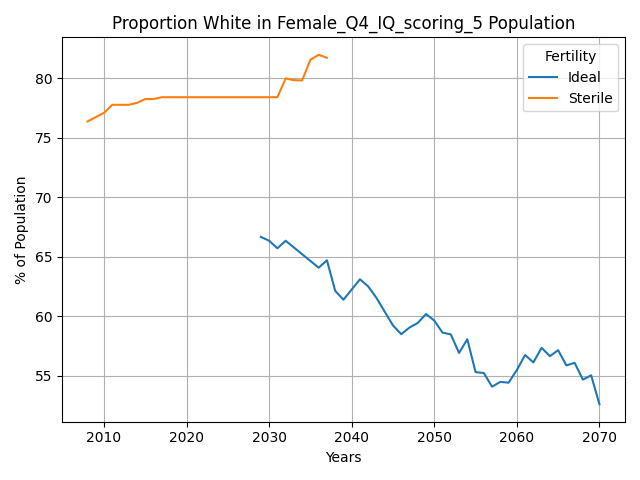 Proportion White in Female_Q4_IQ_scoring_5 Population
Fertility
Ideal
Sterile
% of Population
80
75
70
65
60
55
2010 2020 2030 2040 2050 2060 2070
Years